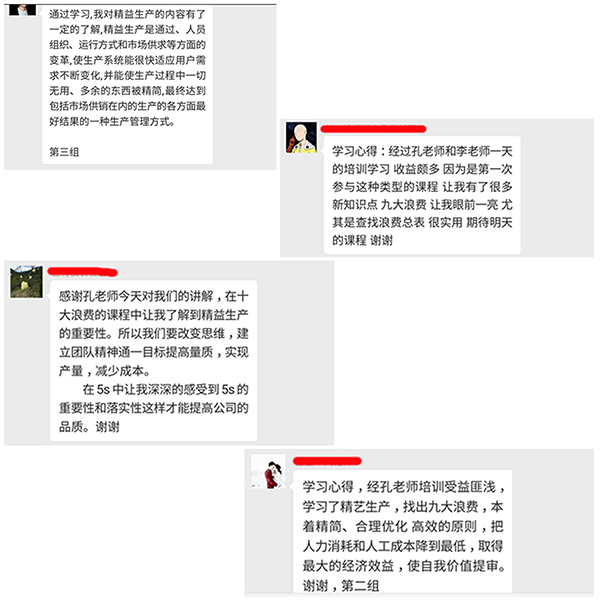 通过学习,我对精益生产的内容有了
一定的了解,精益生产是通过、人员
组织、运行方式和市场供求等方面的
变革,使生产系统能很快适应用户需
求不断变化,并能使生产过程中一切
无用、多余的东西被精简,最终达到
包括市场供销在内的生产的各方面最
好结果的一种生产管理方式。
第三组
学习心得：经过孔老师和李老师一天
的培训学习 收益颇多 因为是第一次
参与这种类型的课程 让我有了很多
新知识点 九大浪费 让我眼前一亮 尤
其是查找浪费总表 很实用 期待明天
的课程 谢谢
感谢孔老师今天对我们的讲解，在十
大浪费的课程中让我了解到精益生产
的重要性。所以我们要改变思维，建
立团队精神通一目标提高量质，实现
产量，减少成本。
在 5s 中让我深深的感受到 5s 的
重要性和落实性这样才能提高公司的
品质。谢谢
学习心得，经孔老师培训受益匪浅，
学习了精艺生产，找出九大浪费，本
着精简、合理优化 高效的原则，把
人力消耗和人工成本降到最低，取得
最大的经济效益，使自我价值提审。
谢谢，第二组